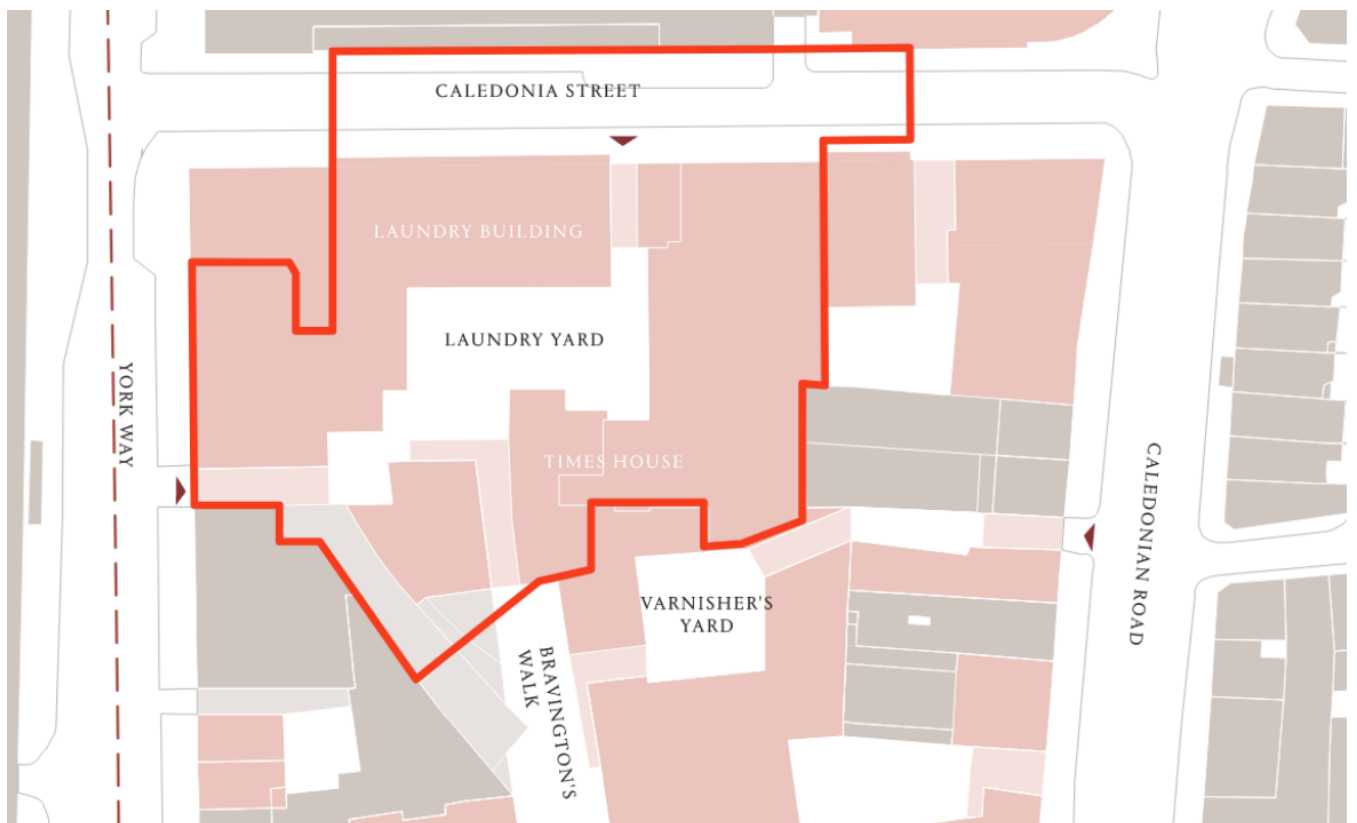 CALEDONIA STREET
LAUNDRY BUILDING
LAUNDRY YARD
YORK WAY
TIMES HOUSE
CALEDONIAN ROAD
VARNISHER'S
YARD
BRAVINGTON'S
WALK